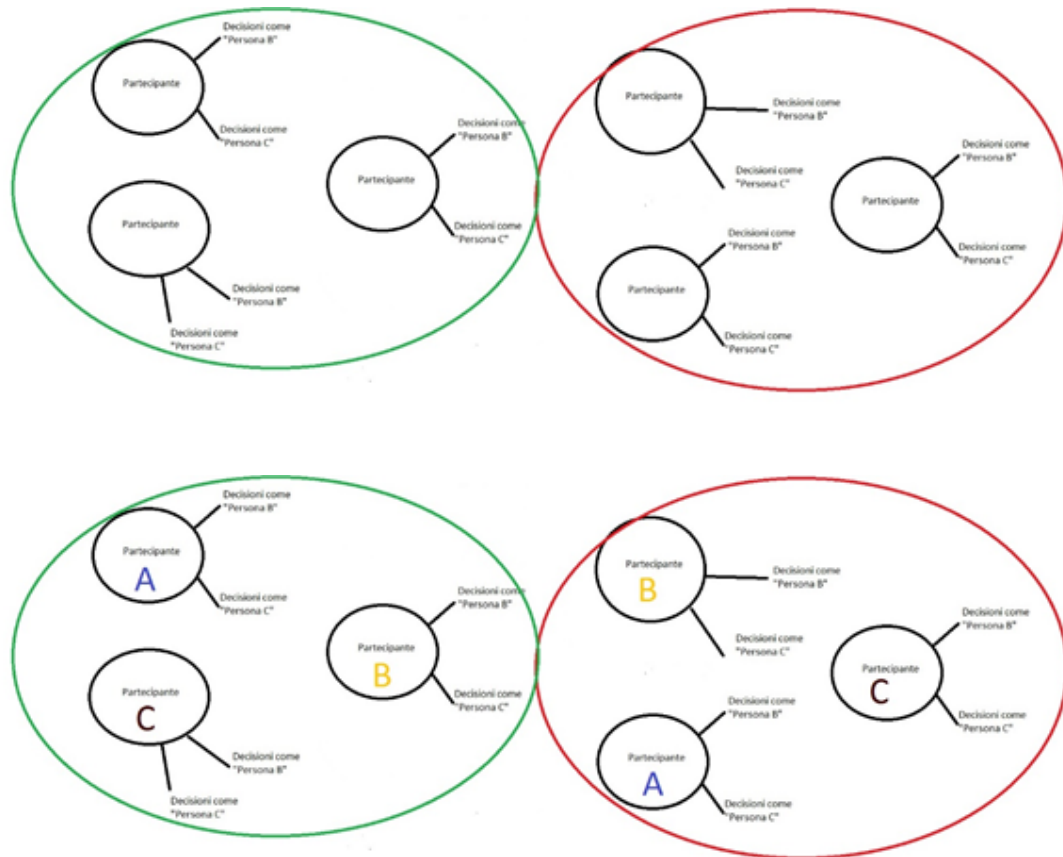 Decisioni come
"Persona B"
Partecipante
Decisioni come
"Persona C"
Decisioni come
"Persona B"
Partecipante
Decisioni come
"Persona C"
Partecipante
Decisioni come
"Persona B"
Decisioni come
"Persona C"
Partecipante
Decisioni come
"Persona B"
Decisioni come
"Persona C"
Decisioni come
"Persona B"
Partecipante
Decisioni come
"Persona C"
Decisioni come
"Persona B"
Partecipante
Decisioni come
"Persona C"
Decisioni come
"Persona B"
Partecipante
A
Decisioni come
"Persona C"
Decisioni come
"Persona B"
Partecipante
B
Decisioni come
"Persona C"
Partecipante
C
Decisioni come
"Persona B"
Decisioni come
"Persona C"
Partecipante
B
Decisioni come
"Persona B"
Decisioni come
"Persona C"
Decisioni come
"Persona B"
Partecipante
C
Decisioni come
"Persona C"
Decisioni come
"Persona B"
Partecipante
A
Decisioni come
"Persona C"